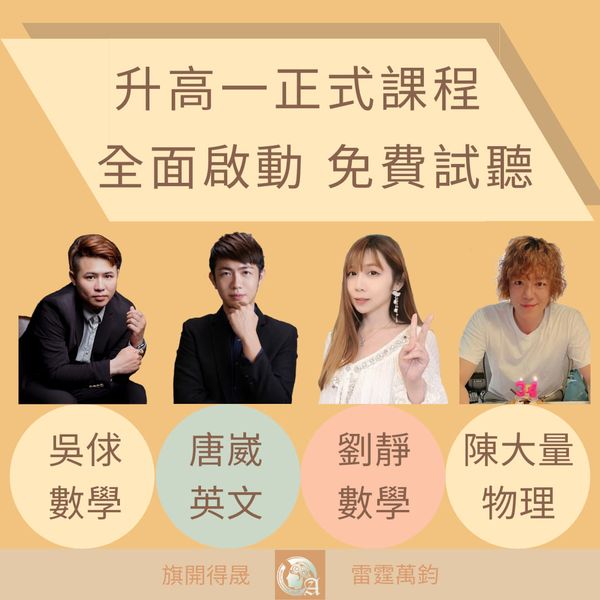 升高一正式課程
全面啟動 免費試聽
34
吳俅
數學
唐崴
英文
劉靜
數學
陳大量
物理
旗開得晟
A
雷霆萬鈞